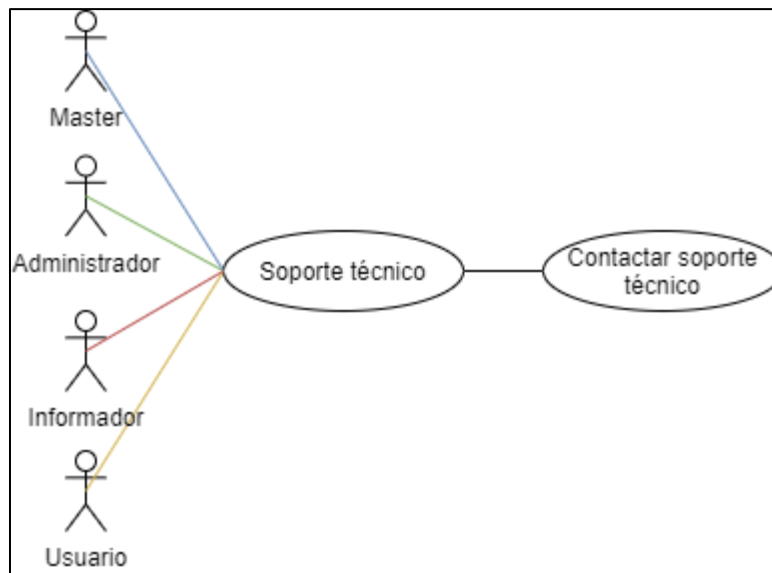 Master
Administrador
Informador
Usuario
Soporte técnico
Contactar soporte
técnico